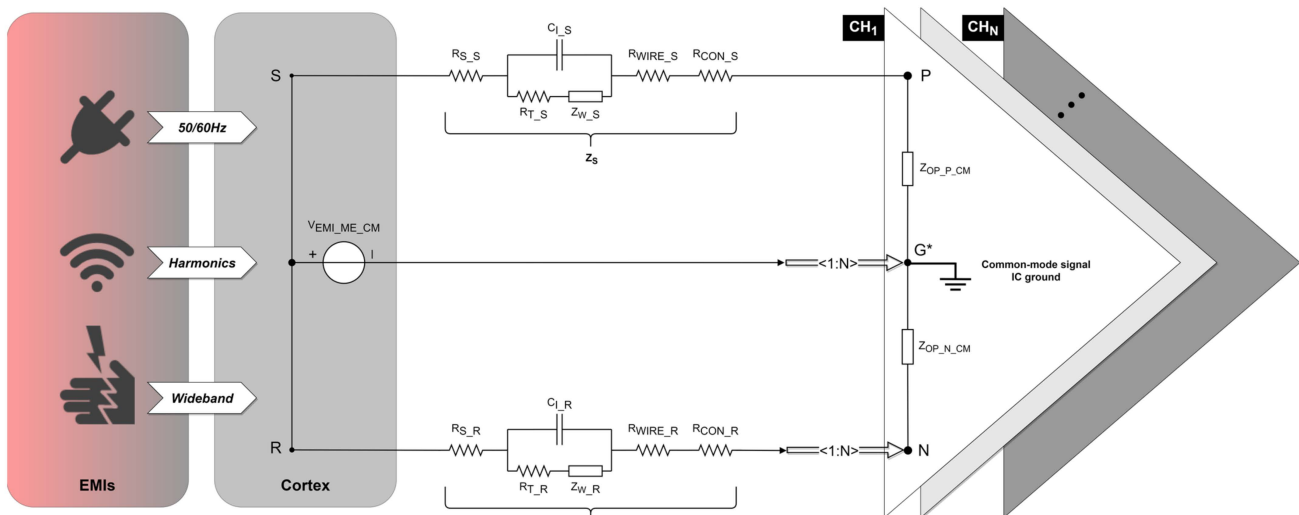 CH1
CHN
CI_S
RS_S
RWIRE_S
RCON_S
S
P
RT_S
ZW_S
50/60Hz
ZS
ZOP_P_CM
VEMI_ME_CM
G*
+
Harmonics
<1:N>
Common-mode signal
IC ground
ZOP_N_CM
Wideband
CI_R
RS_R
RWIRE_R
RCON_R
R
<1:N>
N
RT_R
ZW_R
EMIs
Cortex